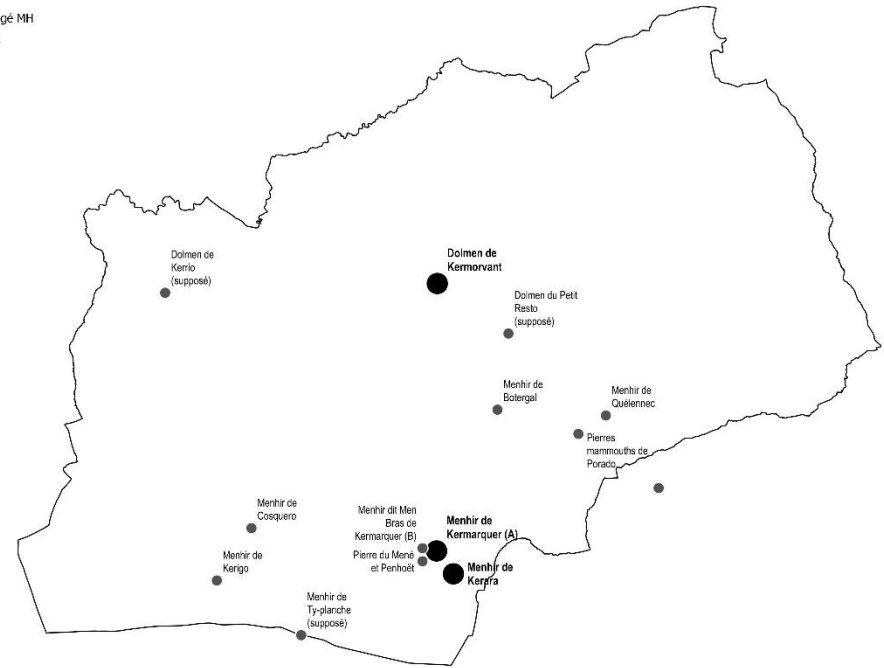 gé MH
Dolmen de
Kerrio
(supposé)
Dolmen de
Kermorvant
Dolmen du Petit
Resto
(supposé)
Menhir de
Botergal
Menhir de
Quélennec
Pierres
mammouths de
Porado
Menhir de
Cosquero
Menhir dit Men
Bras de
Kermarquer (B)
Menhir de
Kermarquer (A)
Menhir de
Kerigo
Pierre du Mené
et Penhoët
Menhir de
Kerara
Menhir de
Ty-planche
(supposé)